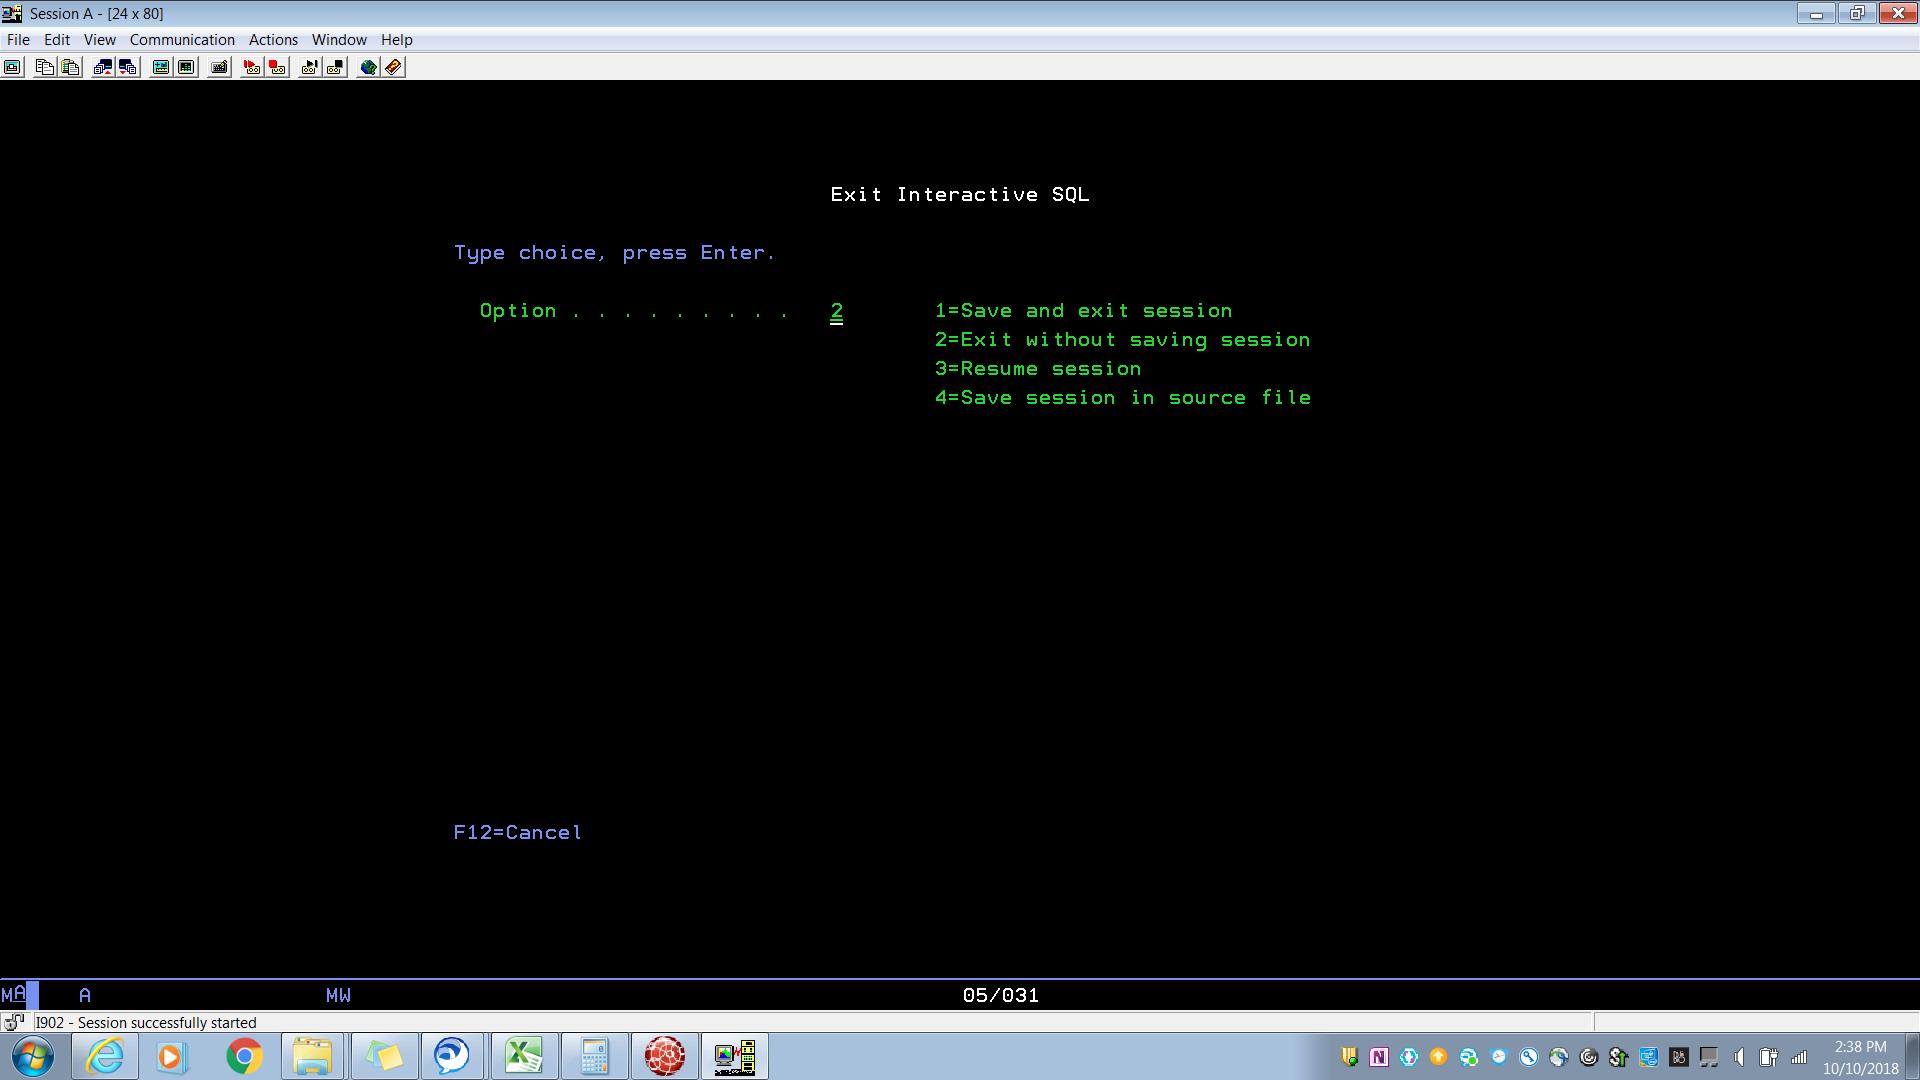 Session A - [24 x 80]
File Edit View Communication Actions Window Help
Exit Interactive SQL
Type choice, press Enter.
Option . . . . . . . . . 2 1=Save and exit session
2=Exit without saving session
3=Resume session
4=Save session in source file
F12=Cancel
MA A MW 05/031
I902 - Session successfully started
2:38 PM
10/10/2018